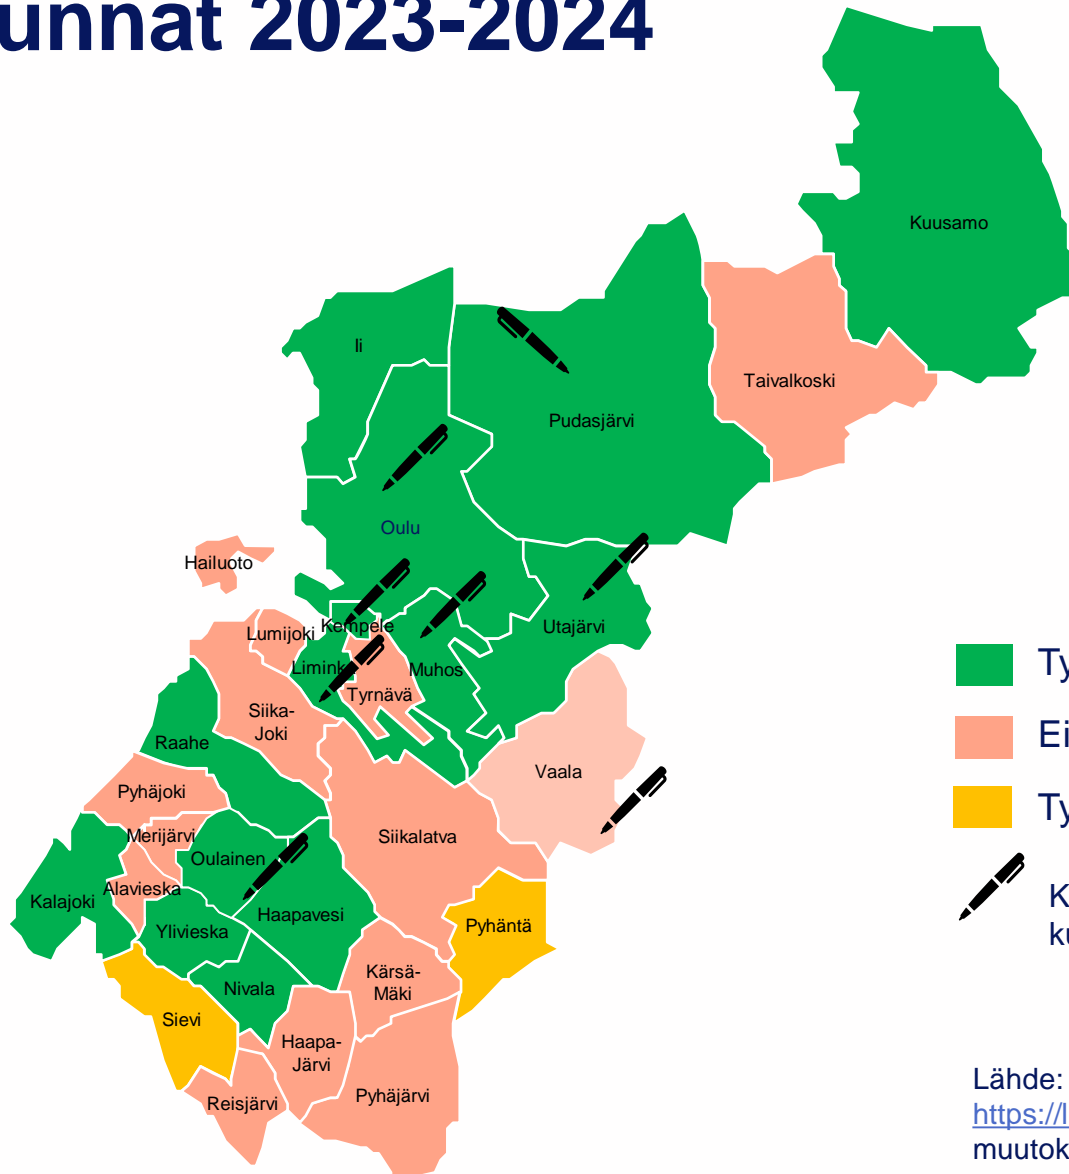 unnat 2023-2024
Kuusamo
Ii
Taivalkoski
Pudasjärvi
Oulu
Hailuoto
Kempele
Lumijoki
Utajärvi
Limink
Muhos
Tyrnävä
Siika-
Joki
Raahe
Vaala
Pyhäjoki
Merijärvi
Siikalatva
Oulainen
Alavieska
Kalajoki
Haapavesi
Pyhäntä
Ylivieska
Kärsä-
Mäki
Nivala
Sievi
Haapa-
Järvi
Pyhäjärvi
Reisjärvi
Ty
Ei
Ty
K
ku
Lähde:
https://l
muutok